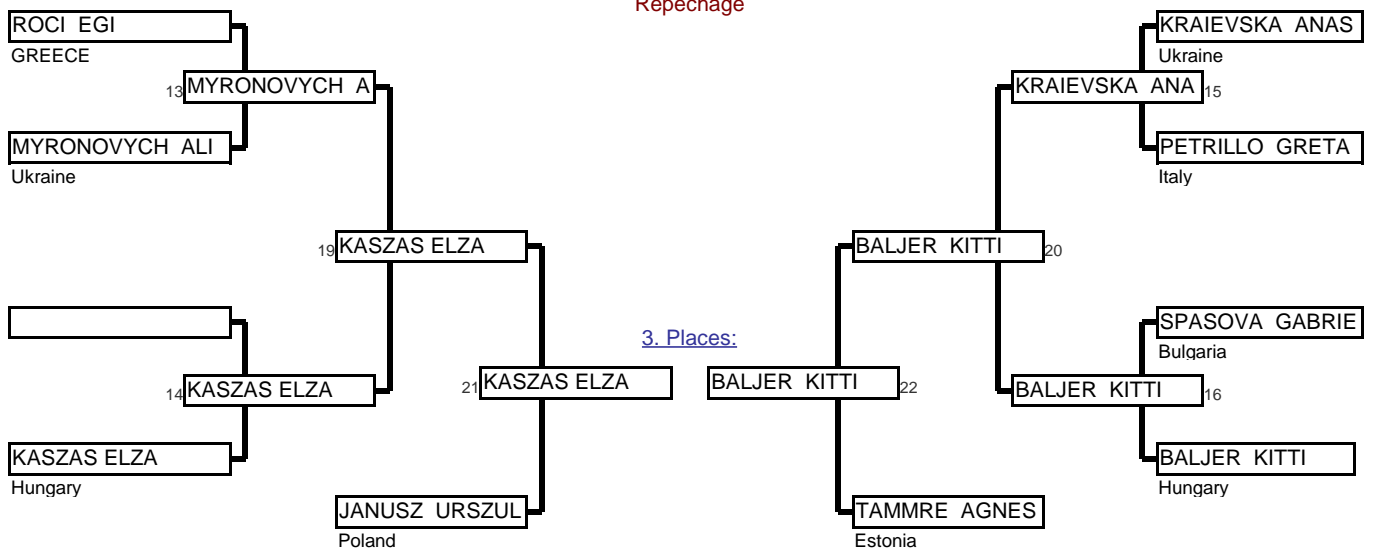 Repechage
ROCI EGI
GREECE
KRAIEVSKA ANAS
Ukraine
13 MYRONOVYCH A
KRAIEVSKA ANA 15
MYRONOVYCH ALI
Ukraine
PETRILLO GRETA
Italy
19 KASZAS ELZA
BALJER KITTI 20
SPASOVA GABRIE
Bulgaria
3. Places:
14 KASZAS ELZA
21 KASZAS ELZA
BALJER KITTI 22
BALJER KITTI 16
KASZAS ELZA
Hungary
BALJER KITTI
Hungary
JANUSZ URSZUL
Poland
TAMMRE AGNES
Estonia